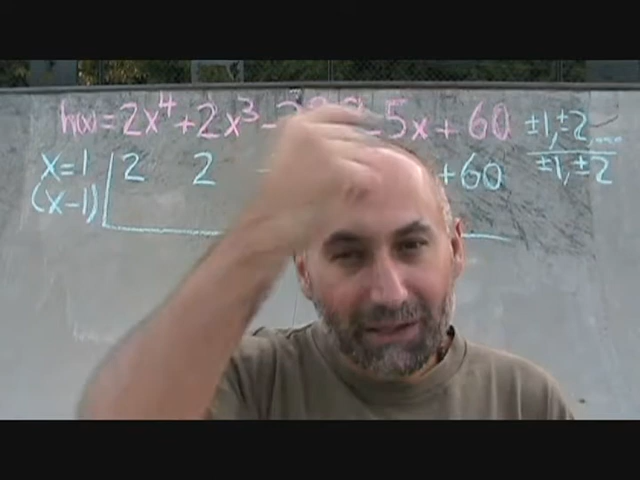 h(x)=2x⁴+2x³- -5x+60 ±1,±2....
x=1 2 2 - +60 ±1,±2
(x-1)